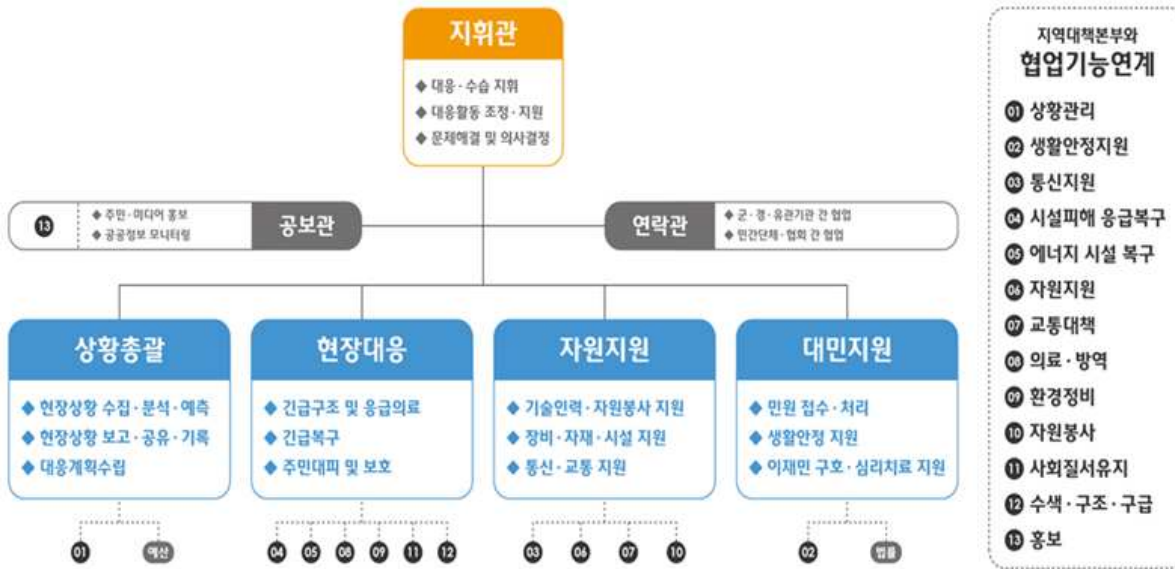 지휘관
◆ 대응·수습 지휘
◆ 대응활동 조정·지원
◆ 문제해결 및 의사결정
13
◆ 주민·미디어 홍보
◆ 공공정보 모니터링
공보관
연락관
◆ 군·경·유관기관 간 협업
◆ 민간단체·협회 간 협업
상황총괄
◆ 현장상황 수집·분석·예측
◆ 현장상황 보고·공유·기록
◆ 대응계획수립
01 예산
현장대응
◆ 긴급구조 및 응급의료
◆ 긴급복구
◆ 주민대피 및 보호
04 05 08 09 11 12
자원지원
◆ 기술인력·자원봉사 지원
◆ 장비·자재·시설 지원
◆ 통신·교통 지원
03 06 07 10
대민지원
◆ 민원 접수·처리
◆ 생활안정 지원
◆ 이재민 구호·심리치료 지원
02 법률
지역대책본부와
협업기능연계
01 상황관리
02 생활안정지원
03 통신지원
04 시설피해 응급복구
05 에너지 시설 복구
06 자원지원
07 교통대책
08 의료·방역
09 환경정비
10 자원봉사
11 사회질서유지
12 수색·구조·구급
13 홍보